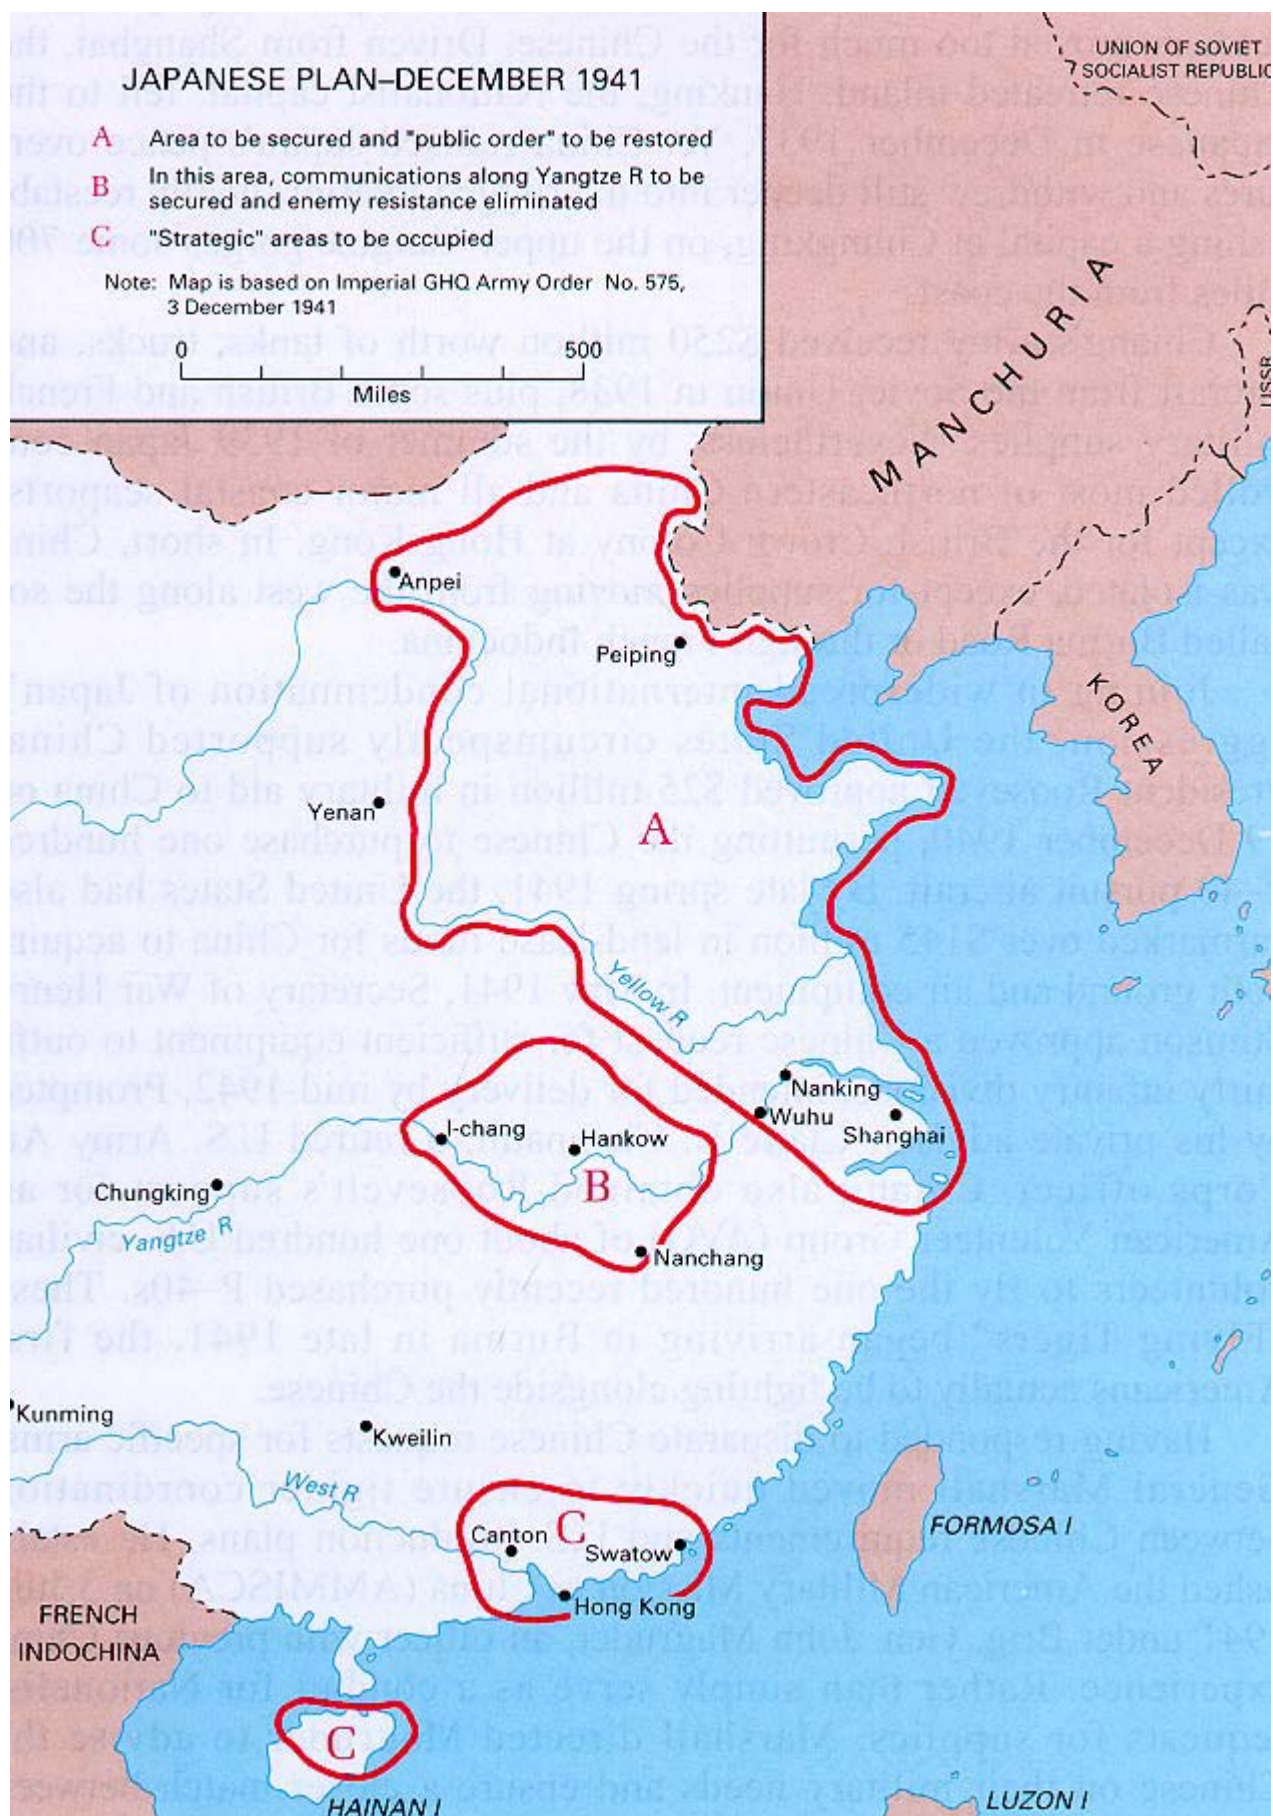 JAPANESE PLAN–DECEMBER 1941
A Area to be secured and "public order" to be restored
B In this area, communications along Yangtze R to be
secured and enemy resistance eliminated
C "Strategic" areas to be occupied
Note: Map is based on Imperial GHQ Army Order No. 575,
3 December 1941
0 500
Miles
UNION OF SOVIET
SOCIALIST REPUBLIC
MANCHURIA
USSR
Anpei
Peiping
KOREA
Yenan
A
Yellow R
Nanking
Wuhu
Shanghai
I-chang
Hankow
B
Chungking
Yangtze R
Nanchang
Kunming
Kweilin
West R
C
Canton
Swatow
Hong Kong
FORMOSA I
FRENCH
INDOCHINA
C
HAINAN I
LUZON I